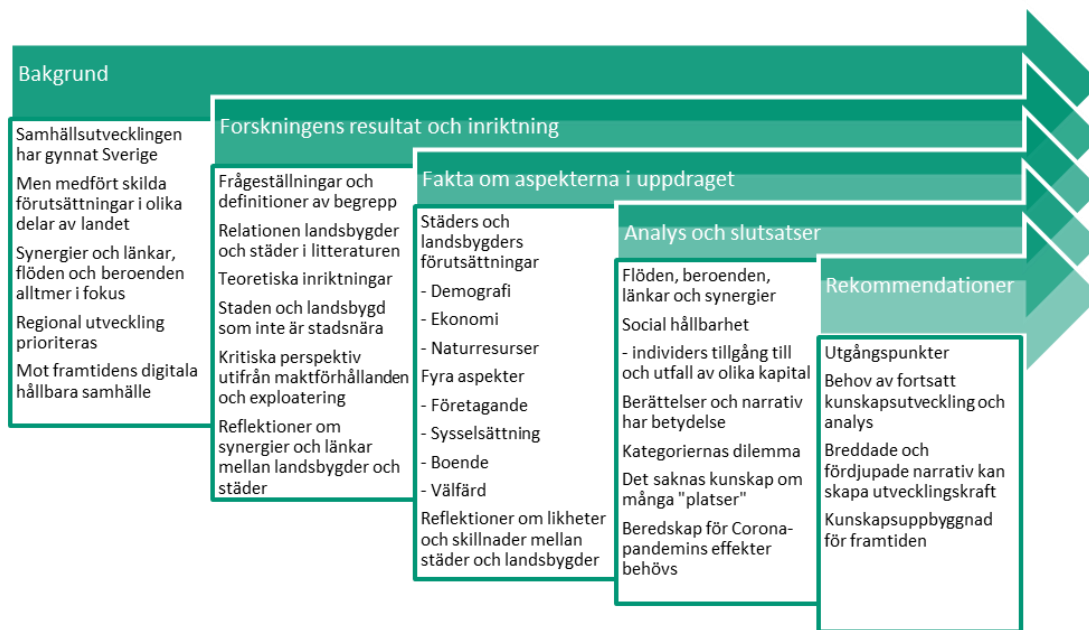 Bakgrund
Samhällsutvecklingen
har gynnat Sverige
Men medfört skilda
förutsättningar i olika
delar av landet
Synergier och länkar,
flöden och beroenden
alltmer i fokus
Regional utveckling
prioriteras
Mot framtidens digitala
hållbara samhälle
Forskningens resultat och inriktning
Frågeställningar och
definitioner av begrepp
Relationen landsbygder
och städer i litteraturen
Teoretiska inriktningar
Staden och landsbygd
som inte är stadsnära
Kritiska perspektiv
utifrån maktförhållanden
och exploatering
Reflektioner om
synergier och länkar
mellan landsbygder och
städer
Fakta om aspekterna i uppdraget
Städers och
landsbygders
förutsättningar
- Demografi
- Ekonomi
- Naturresurser
Fyra aspekter
- Företagande
- Sysselsättning
- Boende
- Välfärd
Reflektioner om likheter
och skillnader mellan
städer och landsbygder
Analys och slutsatser
Flöden, beroenden,
länkar och synergier
Social hållbarhet
- individers tillgång till
och utfall av olika kapital
Berättelser och narrativ
har betydelse
Kategoriernas dilemma
Det saknas kunskap om
många "platser"
Beredskap för Corona-
pandemins effekter
behövs
Rekommendationer
Utgångspunkter
Behov av fortsatt
kunskapsutveckling och
analys
Breddade och
fördjupade narrativ kan
skapa utvecklingskraft
Kunskapsuppbyggnad
för framtiden